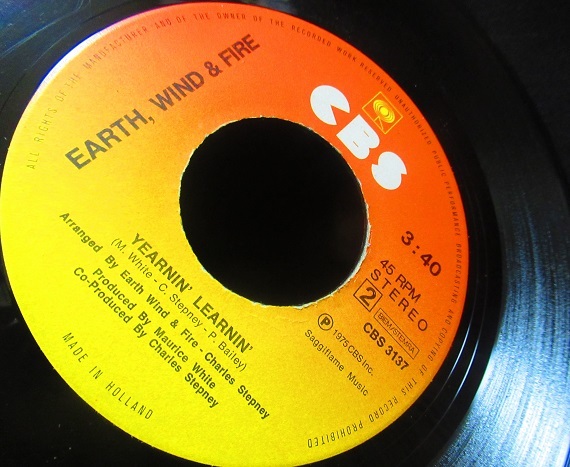 ALL RIGHTS OF THE MANUFACTURER AND OF THE OWNER OF THE RECORDED WORK RESERVED UNAUTHORIZED PUBLIC PERFORMANCE BROADCASTING AND COPYING OF THIS RECORD PROHIBITED
EARTH, WIND & FIRE
CBS
3:40
45 RPM
STEREO
2
BIEM/STEMRA
CBS 3137
YEARNIN' LEARNIN'
(M. White - C. Stepney - P. Bailey)
Arranged By Earth Wind & Fire - Charles Stepney
Produced By Maurice White
Co-Produced By Charles Stepney
P 1975 CBS Inc.
Saggiflame Music
MADE IN HOLLAND